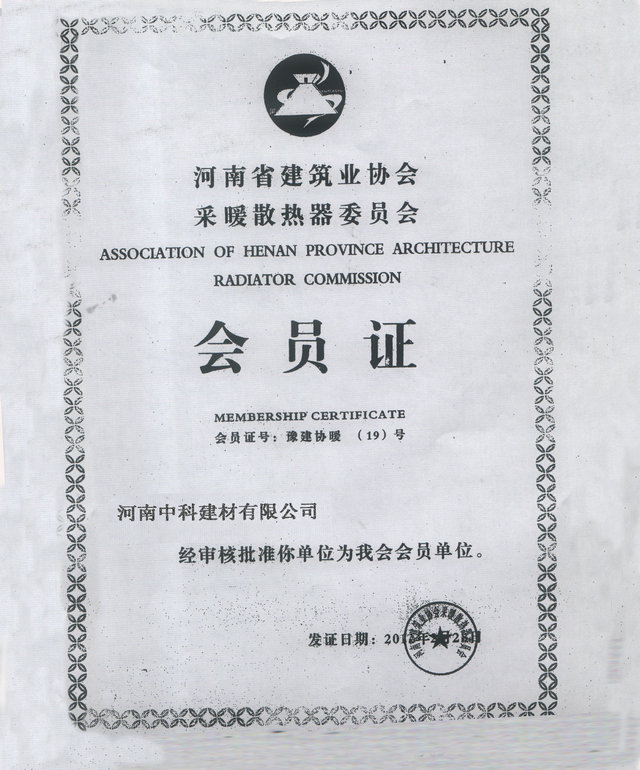 河南省建筑业协会
采暖散热器委员会
ASSOCIATION OF HENAN PROVINCE ARCHITECTURE
RADIATOR COMMISSION
会员证
MEMBERSHIP CERTIFICATE
会员证号：豫建协暖 （19）号
河南中科建材有限公司
经审核批准你单位为我会会员单位。
发证日期：